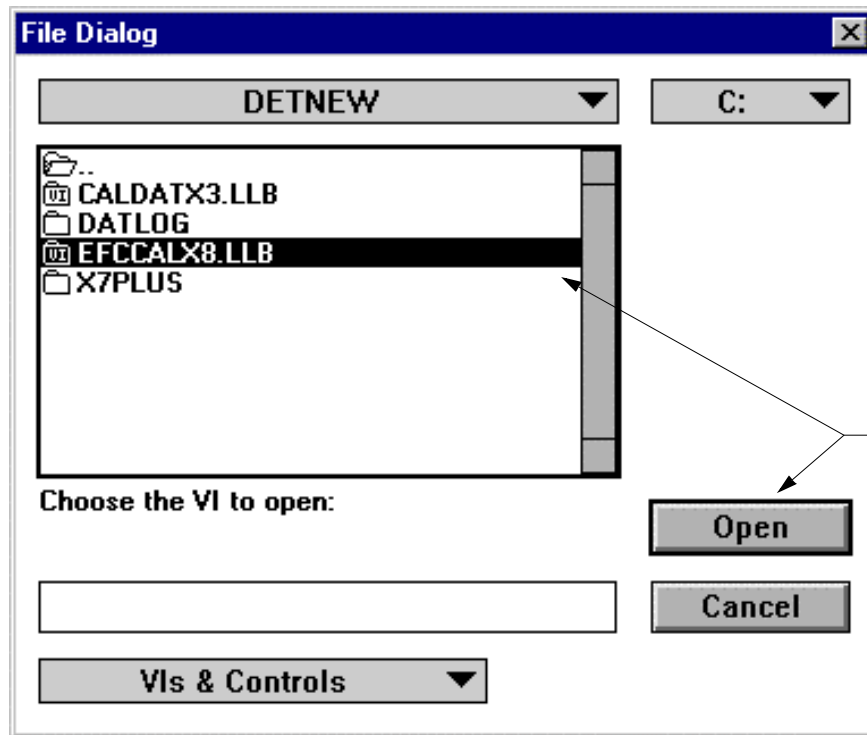 File Dialog
DETNEW
C:
..
CALDATX3.LLB
DATLOG
EFCCALX8.LLB
X7PLUS
Choose the VI to open:
Open
Cancel
VIs & Controls